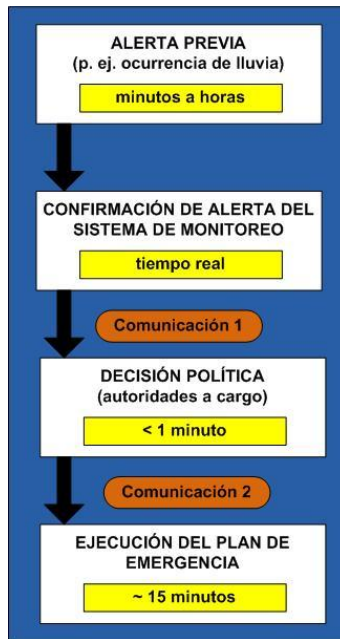 ALERTA PREVIA
(p. ej. ocurrencia de lluvia)
minutos a horas
CONFIRMACIÓN DE ALERTA DEL
SISTEMA DE MONITOREO
tiempo real
Comunicación 1
DECISIÓN POLÍTICA
(autoridades a cargo)
< 1 minuto
Comunicación 2
EJECUCIÓN DEL PLAN DE
EMERGENCIA
~ 15 minutos